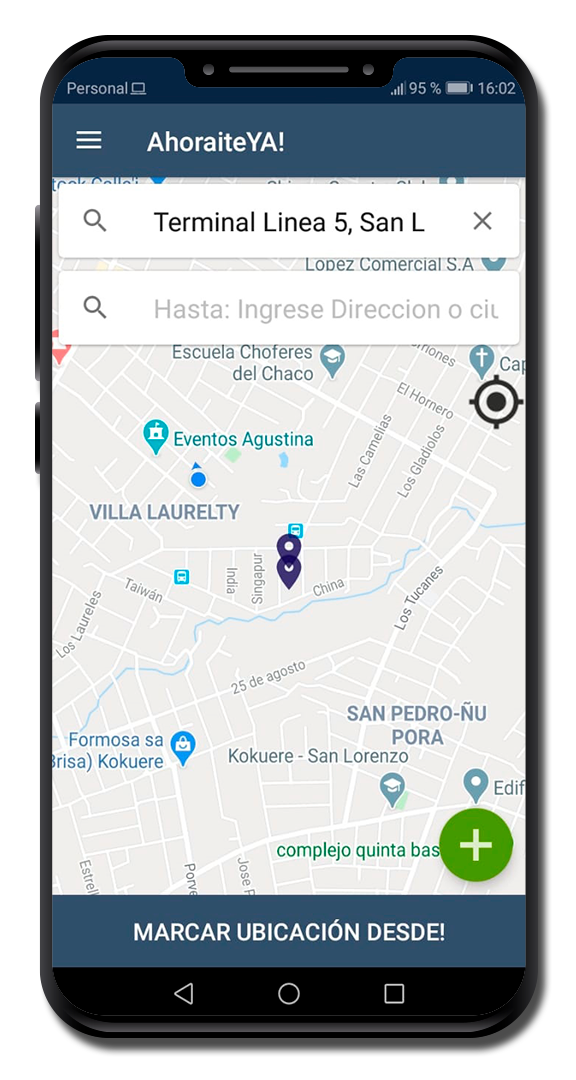 Personal
95 %
16:02
AhoraiteYA!
Terminal Linea 5, San L
Lopez Comercial S.A
Hasta: Ingrese Direccion o ciu
Escuela Choferes
del Chaco
Cap
El Hornero
Eventos Agustina
Las Camelias
Los Gladiolos
VILLA LAURELTY
India
Singapur
China
Taiwán
Los Tucanes
Los Laureles
25 de agosto
SAN PEDRO-ÑU
PORA
Formosa sa
Brisa) Kokuere
Kokuere - San Lorenzo
Edif
complejo quinta bas
Estrell
Porve
Jose P
MARCAR UBICACIÓN DESDE!